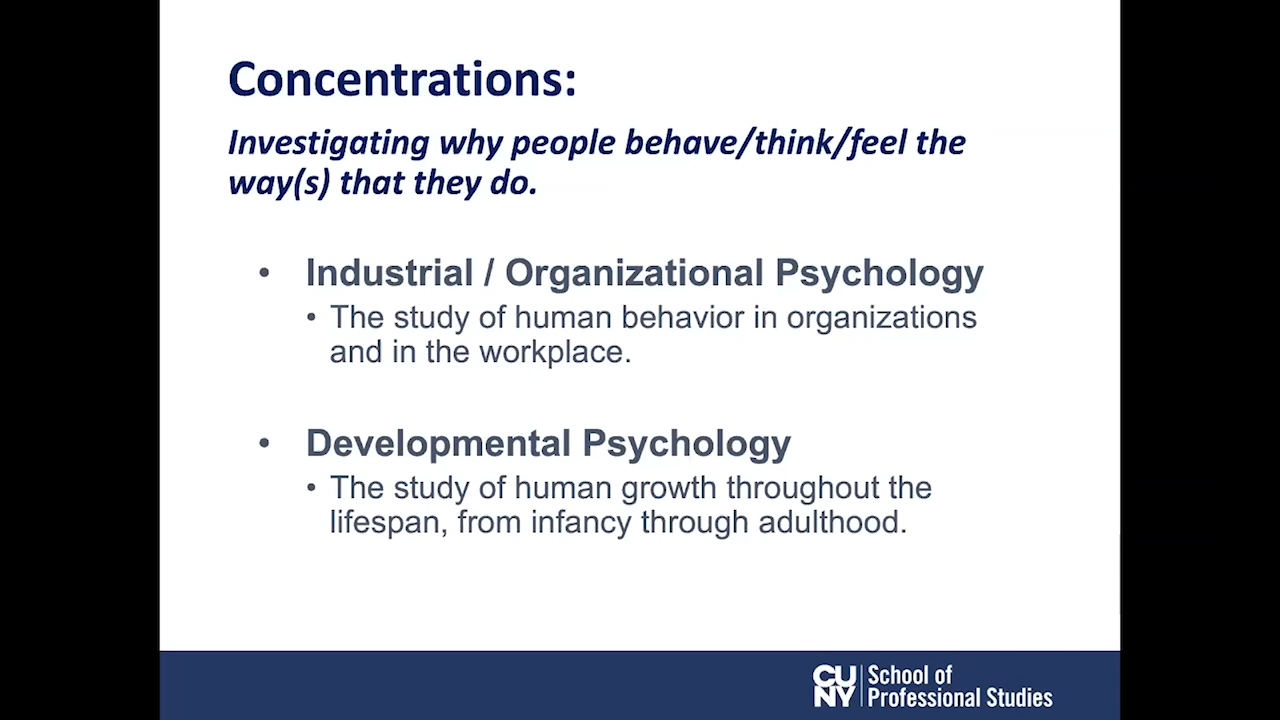 Concentrations:
Investigating why people behave/think/feel the
way(s) that they do.
• Industrial / Organizational Psychology
• The study of human behavior in organizations
and in the workplace.
• Developmental Psychology
• The study of human growth throughout the
lifespan, from infancy through adulthood.
CU
NY
School of
Professional Studies